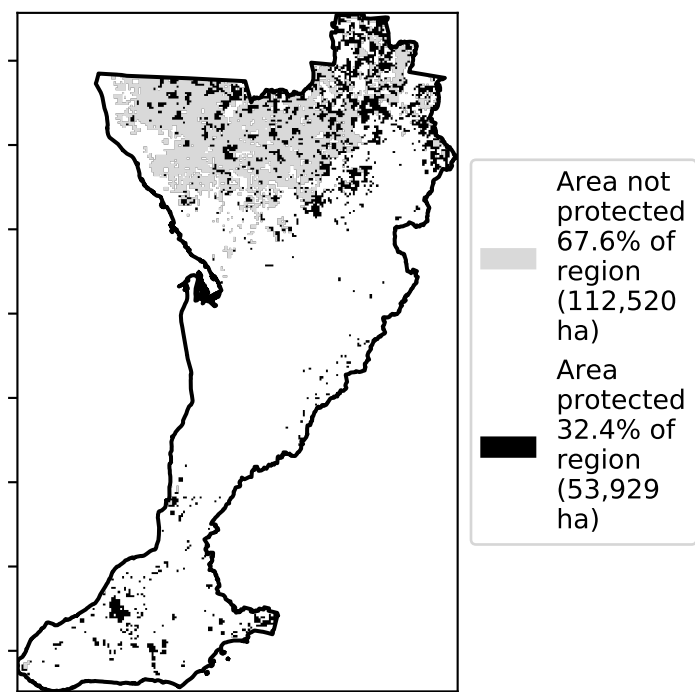 Area not
protected
67.6% of
region
(112,520
ha)
Area
protected
32.4% of
region
(53,929
ha)